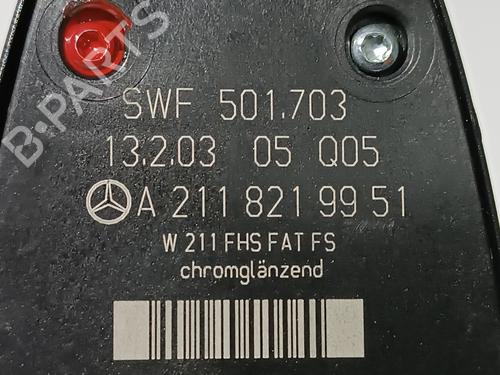 SWF 501.703
13.2.03 05 Q05
A 211 821 99 51
W 211 FHS FAT FS
chromglänzend
B-PARTS